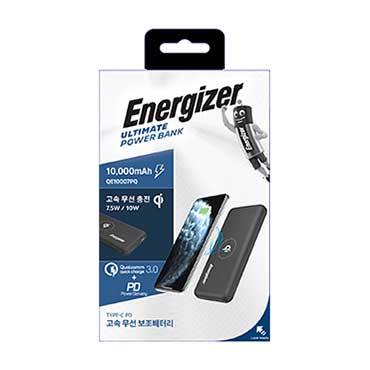 Energizer
ULTIMATE
POWER BANK
Energizer
10,000mAh
QE10007PQ
고속 무선 충전
7.5W / 10W
Qualcomm
quick charge 3.0
+
PD
Power Delivery
TYPE-C PD
고속 무선 보조배터리